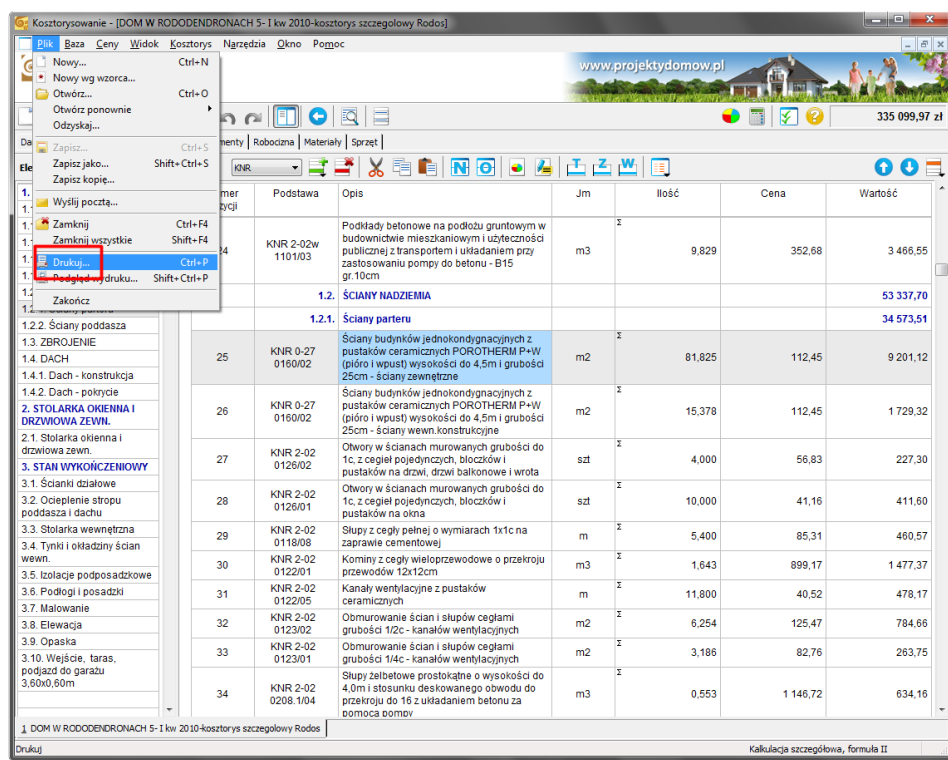 Kosztorysowanie - [DOM W RODODENDRONACH 5- I kw 2010-kosztorys szczegolowy Rodos]
Plik Baza Ceny Widok Kosztorys Narzędzia Okno Pomoc
www.projektydomow.pl
Nowy... Ctrl+N
Nowy wg wzorca...
Otwórz... Ctrl+O
Otwórz ponownie
Odzyskaj...
Zapisz... Ctrl+S
Zapisz jako... Shift+Ctrl+S
Zapisz kopię...
Wyślij pocztą...
Zamknij Ctrl+F4
Zamknij wszystkie Shift+F4
Drukuj... Ctrl+P
Podgląd wydruku... Shift+Ctrl+P
Zakończ
335 099,97 zł
Robocizna Materiały Sprzęt
KNR
Podstawa Opis Jm Ilość Cena Wartość
KNR 2-02w 1101/03
Podkłady betonowe na podłożu gruntowym w
budownictwie mieszkaniowym i użyteczności
publicznej z transportem i układaniem przy
zastosowaniu pompy do betonu - B15
gr.10cm
m3 Σ 9,829 352,68 3 466,55
1.2. ŚCIANY NADZIEMIA 53 337,70
1.2.1. Ściany parteru 34 573,51
25 KNR 0-27 0160/02
Ściany budynków jednokondygnacyjnych z
pustaków ceramicznych POROTHERM P+W
(pióro i wpust) wysokości do 4,5m i grubości
25cm - ściany zewnętrzne
m2 Σ 81,825 112,45 9 201,12
26 KNR 0-27 0160/02
Ściany budynków jednokondygnacyjnych z
pustaków ceramicznych POROTHERM P+W
(pióro i wpust) wysokości do 4,5m i grubości
25cm - ściany wewn.konstrukcyjne
m2 Σ 15,378 112,45 1 729,32
27 KNR 2-02 0126/02
Otwory w ścianach murowanych grubości do
1c, z cegieł pojedynczych, bloczków i
pustaków na drzwi, drzwi balkonowe i wrota
szt Σ 4,000 56,83 227,30
28 KNR 2-02 0126/01
Otwory w ścianach murowanych grubości do
1c, z cegieł pojedynczych, bloczków i
pustaków na okna
szt Σ 10,000 41,16 411,60
29 KNR 2-02 0118/08
Słupy z cegły pełnej o wymiarach 1x1c na
zaprawie cementowej
m Σ 5,400 85,31 460,57
30 KNR 2-02 0122/01
Kominy z cegły wieloprzewodowe o przekroju
przewodów 12x12cm
m3 Σ 1,643 899,17 1 477,37
31 KNR 2-02 0122/05
Kanały wentylacyjne z pustaków
ceramicznych
m Σ 11,800 40,52 478,17
32 KNR 2-02 0123/02
Obmurowanie ścian i słupów cegłami
grubości 1/2c - kanałów wentylacyjnych
m2 Σ 6,254 125,47 784,66
33 KNR 2-02 0123/01
Obmurowanie ścian i słupów cegłami
grubości 1/4c - kanałów wentylacyjnych
m2 Σ 3,186 82,76 263,75
34 KNR 2-02 0208.1/04
Słupy żelbetowe prostokątne o wysokości do
4,0m i stosunku deskowanego obwodu do
przekroju do 16 z układaniem betonu za
pomocą pompy
m3 Σ 0,553 1 146,72 634,16
1.2.2. Ściany poddasza
1.3. ZBROJENIE
1.4. DACH
1.4.1. Dach - konstrukcja
1.4.2. Dach - pokrycie
2. STOLARKA OKIENNA I
DRZWIOWA ZEWN.
2.1. Stolarka okienna i
drzwiowa zewn.
3. STAN WYKOŃCZENIOWY
3.1. Ścianki działowe
3.2. Ocieplenie stropu
poddasza i dachu
3.3. Stolarka wewnętrzna
3.4. Tynki i okładziny ścian
wewn.
3.5. Izolacje podposadzkowe
3.6. Podłogi i posadzki
3.7. Malowanie
3.8. Elewacja
3.9. Opaska
3.10. Wejście, taras,
podjazd do garażu
3,60x0,60m
1 DOM W RODODENDRONACH 5- I kw 2010-kosztorys szczegolowy Rodos
Drukuj Kalkulacja szczegółowa, formuła II